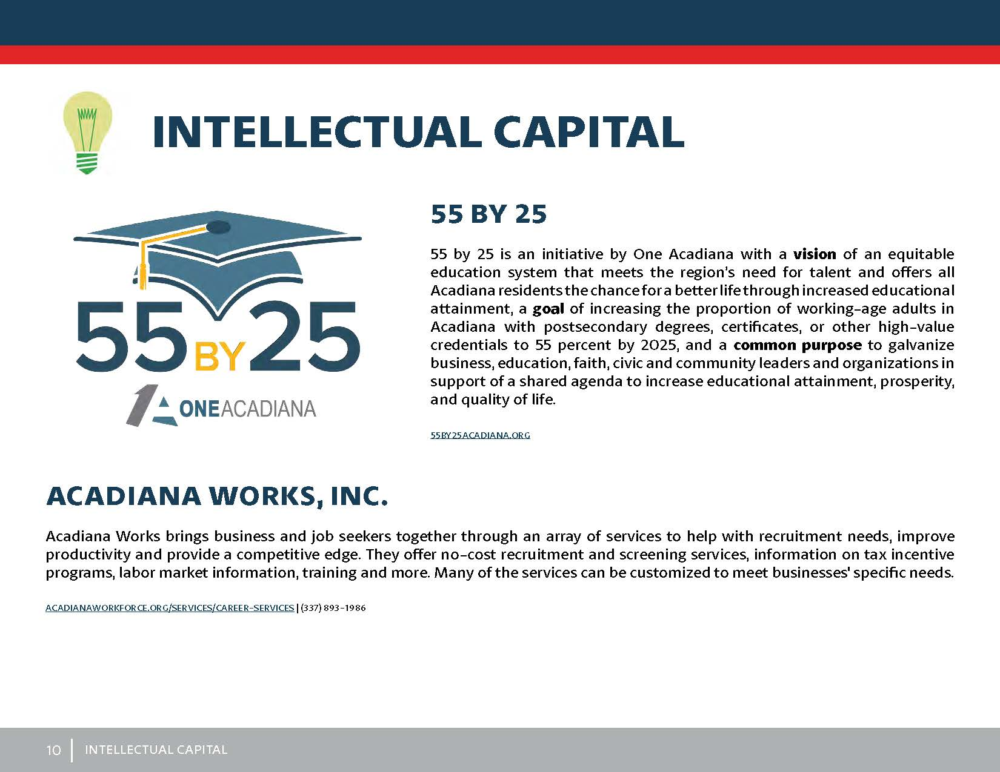 INTELLECTUAL CAPITAL
55 BY 25
ONEACADIANA
55 BY 25
55 by 25 is an initiative by One Acadiana with a vision of an equitable
education system that meets the region's need for talent and offers all
Acadiana residents the chance for a better life through increased educational
attainment, a goal of increasing the proportion of working-age adults in
Acadiana with postsecondary degrees, certificates, or other high-value
credentials to 55 percent by 2025, and a common purpose to galvanize
business, education, faith, civic and community leaders and organizations in
support of a shared agenda to increase educational attainment, prosperity,
and quality of life.
55BY25ACADIANA.ORG
ACADIANA WORKS, INC.
Acadiana Works brings business and job seekers together through an array of services to help with recruitment needs, improve
productivity and provide a competitive edge. They offer no-cost recruitment and screening services, information on tax incentive
programs, labor market information, training and more. Many of the services can be customized to meet businesses' specific needs.
ACADIANAWORKFORCE.ORG/SERVICES/CAREER-SERVICES | (337) 893-1986
10 | INTELLECTUAL CAPITAL